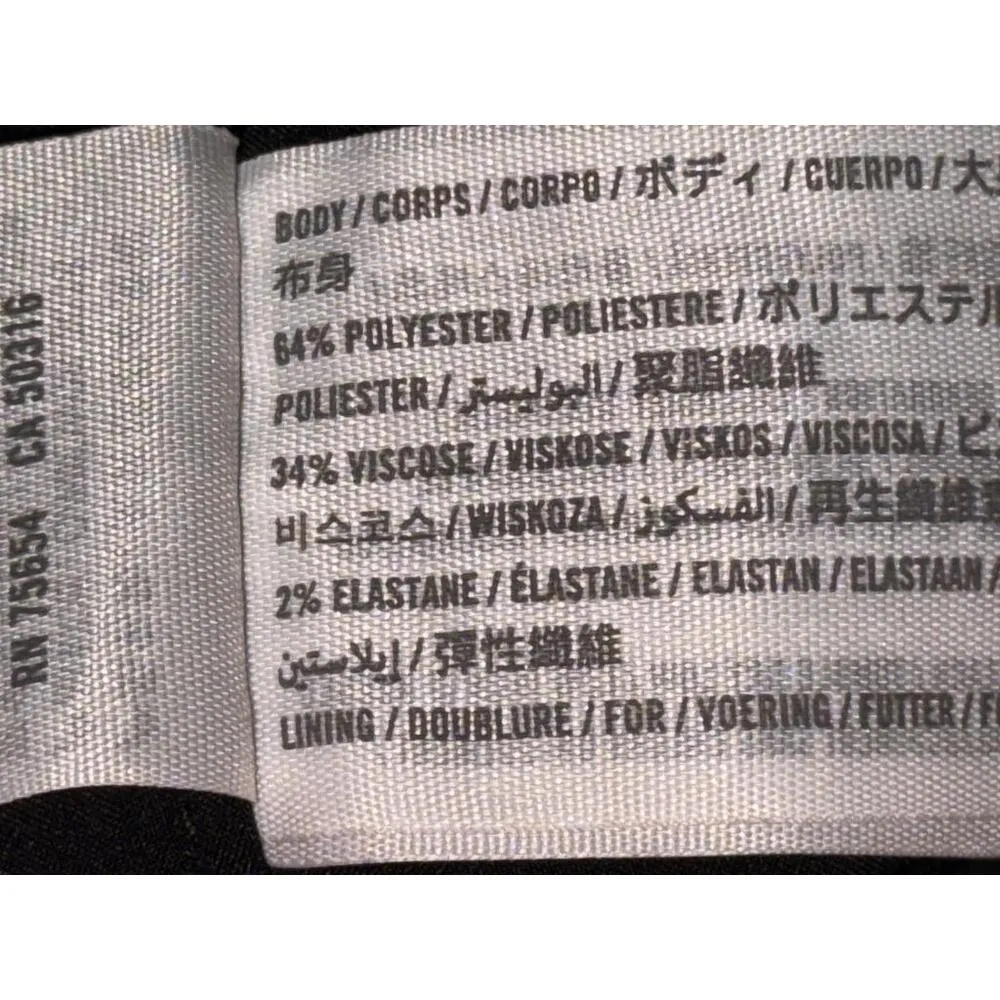 RN 75654 CA 50316
BODY / CORPS / CORPO / ボディ / CUERPO / 大
布身
64% POLYESTER / POLIESTERE / ポリエステル
POLIESTER / البوليستر / 聚脂纖維
34% VISCOSE / VISKOSE / VISKOS / VISCOSA / ビ
비스코스 / WISKOZA / الفسكوز / 再生纖維
2% ELASTANE / ÉLASTANE / ELASTAN / ELASTAAN /
إيلاستين / 彈性纖維
LINING / DOUBLURE / FOR / VOERING / FUTTER / F